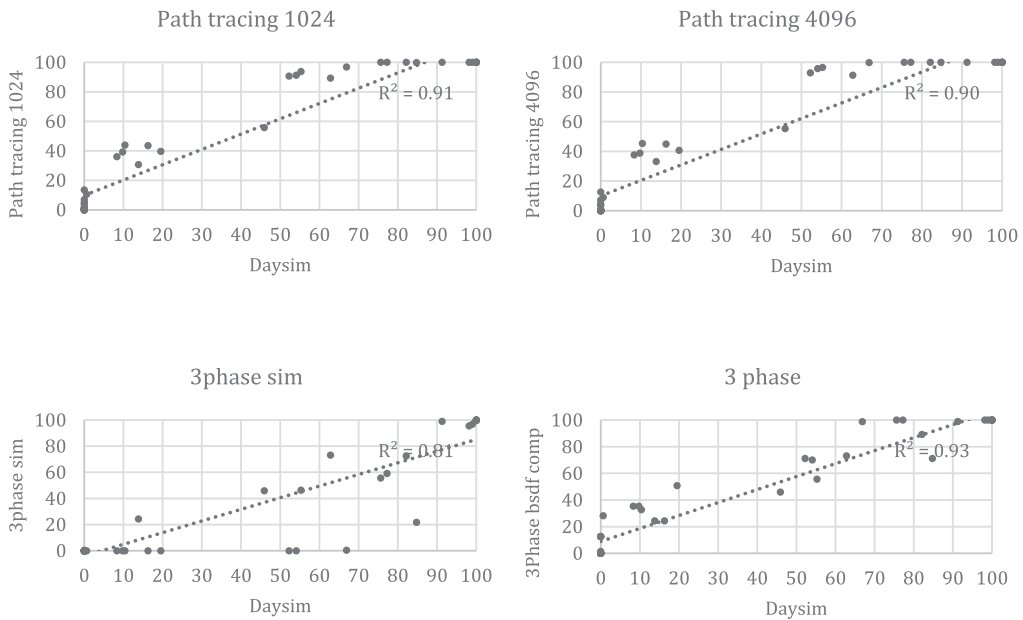 Path tracing 1024
Path tracing 1024
100
80
60
40
20
0
R² = 0.91
0 10 20 30 40 50 60 70 80 90 100
Daysim
Path tracing 4096
Path tracing 4096
100
80
60
40
20
0
R² = 0.90
0 10 20 30 40 50 60 70 80 90 100
Daysim
3phase sim
3phase sim
100
80
60
40
20
0
R² = 0.81
0 10 20 30 40 50 60 70 80 90 100
Daysim
3 phase
3Phase bsdf comp
100
80
60
40
20
0
R² = 0.93
0 10 20 30 40 50 60 70 80 90 100
Daysim